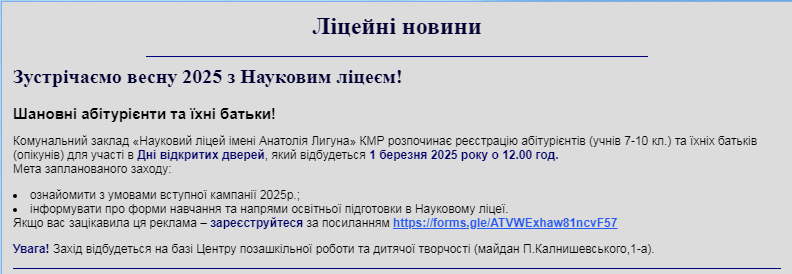 Ліцейні новини
Зустрічаємо весну 2025 з Науковим ліцеєм!
Шановні абітурієнти та їхні батьки!
Комунальний заклад «Науковий ліцей імені Анатолія Лигуна» КМР розпочинає реєстрацію абітурієнтів (учнів 7-10 кл.) та їхніх батьків
(опікунів) для участі в Дні відкритих дверей, який відбудеться 1 березня 2025 року о 12.00 год.
Мета запланованого заходу:
• ознайомити з умовами вступної кампанії 2025р.;
• інформувати про форми навчання та напрями освітньої підготовки в Науковому ліцеї.
Якщо вас зацікавила ця реклама – зареєструйтеся за посиланням https://forms.gle/ATVWExhaw81ncvF57
Увага! Захід відбудеться на базі Центру позашкільної роботи та дитячої творчості (майдан П.Калнишевського,1-а).